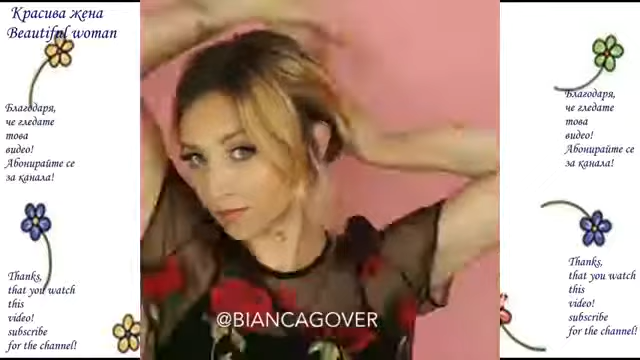 Красива жена
Beautiful woman
Благодаря,
че гледате
това
видео!
Абонирайте се
за канала!
Thanks,
that you watch
this
video!
subscribe
for the channel!
@BIANCAGOVER
Благодаря,
че гледате
това
видео!
Абонирайте се
за канала!
Thanks,
that you watch
this
video!
subscribe
for the channel!